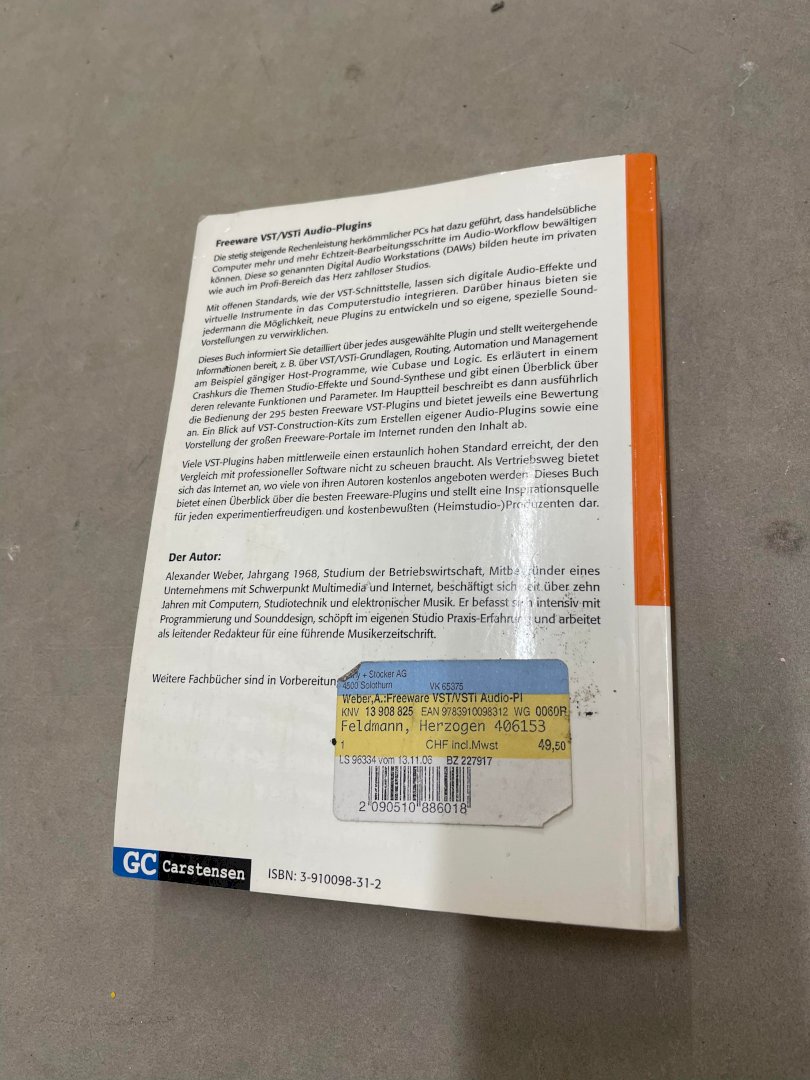 Freeware VST/VSTi Audio-Plugins
Die stetig steigende Rechenleistung herkömmlicher PCs hat dazu geführt, dass handelsübliche
Computer mehr und mehr Echtzeit-Bearbeitungsschritte im Audio-Workflow bewältigen
können. Diese so genannten Digital Audio Workstations (DAWs) bilden heute im privaten
wie auch im Profi-Bereich das Herz zahlloser Studios.
Mit offenen Standards, wie der VST-Schnittstelle, lassen sich digitale Audio-Effekte und
virtuelle Instrumente in das Computerstudio integrieren. Darüber hinaus bieten sie
jedermann die Möglichkeit, neue Plugins zu entwickeln und so eigene, spezielle Sound-
Vorstellungen zu verwirklichen.
Dieses Buch informiert Sie detailliert über jedes ausgewählte Plugin und stellt weitergehende
Informationen bereit, z. B. über VST/VSTi-Grundlagen, Routing, Automation und Management
am Beispiel gängiger Host-Programme, wie Cubase und Logic. Es erläutert in einem
Crashkurs die Themen Studio-Effekte und Sound-Synthese und gibt einen Überblick über
deren relevante Funktionen und Parameter. Im Hauptteil beschreibt es dann ausführlich
die Bedienung der 295 besten Freeware VST-Plugins und bietet jeweils eine Bewertung
an. Ein Blick auf VST-Construction-Kits zum Erstellen eigener Audio-Plugins sowie eine
Vorstellung der großen Freeware-Portale im Internet runden den Inhalt ab.
Viele VST-Plugins haben mittlerweile einen erstaunlich hohen Standard erreicht, der den
Vergleich mit professioneller Software nicht zu scheuen braucht. Als Vertriebsweg bietet
sich das Internet an, wo viele von ihren Autoren kostenlos angeboten werden. Dieses Buch
bietet einen Überblick über die besten Freeware-Plugins und stellt eine Inspirationsquelle
für jeden experimentierfreudigen und kostenbewußten (Heimstudio-)Produzenten dar.
Der Autor:
Alexander Weber, Jahrgang 1968, Studium der Betriebswirtschaft, Mitbegründer eines
Unternehmens mit Schwerpunkt Multimedia und Internet, beschäftigt sich seit über zehn
Jahren mit Computern, Studiotechnik und elektronischer Musik. Er befasst sich intensiv mit
Programmierung und Sounddesign, schöpft im eigenen Studio Praxis-Erfahrung und arbeitet
als leitender Redakteur für eine führende Musikerzeitschrift.
Weitere Fachbücher sind in Vorbereitun
+ Stocker AG
4500 Solothurn VK 65375
Weber,A.:Freeware VST/VSTi Audio-Pl
KNV 13 908 825 EAN 9783910098312 WG 0060R
Feldmann, Herzogen 406153
1 CHF incl.Mwst 49,50
LS 96334 vom 13.11.06 BZ 227917
2 090510 886018
GC Carstensen
ISBN: 3-910098-31-2